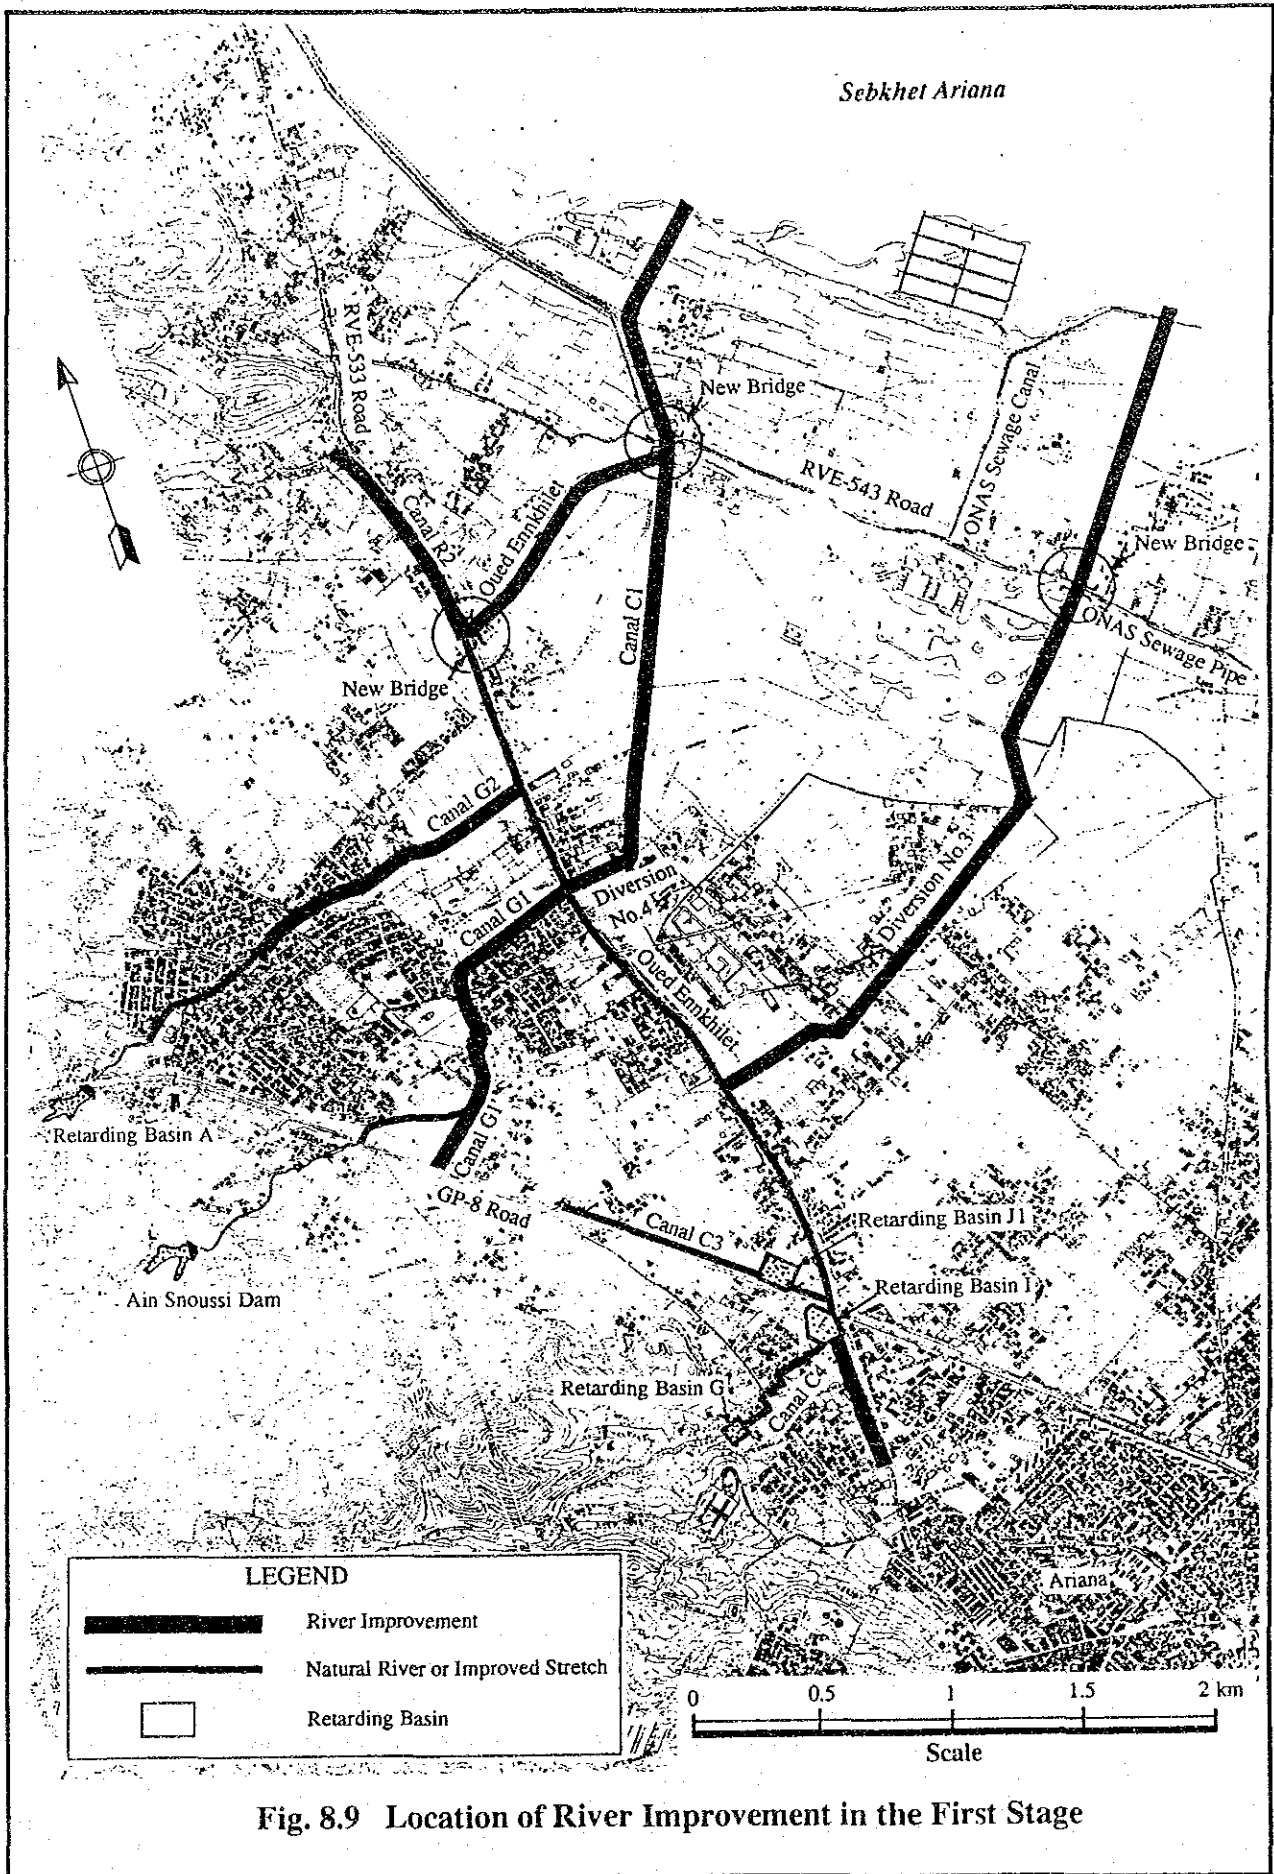 Sebkhet Ariana
New Bridge
RVE-533 Road
RVE-543 Road
ONAS Sewage Canal
New Bridge
Canal R2
Oued Ennkhilet
Canal C1
ONAS Sewage Pipe
New Bridge
Canal G2
Diversion No.3
Canal G1
Diversion
No.4
Oued Ennkhilet
Retarding Basin A
Canal G1
GP-8 Road
Canal C3
Retarding Basin J1
Retarding Basin I
Ain Snoussi Dam
Retarding Basin G
Canal C4
Ariana
LEGEND
River Improvement
Natural River or Improved Stretch
Retarding Basin
0 0.5 1 1.5 2 km
Scale
Fig. 8.9 Location of River Improvement in the First Stage